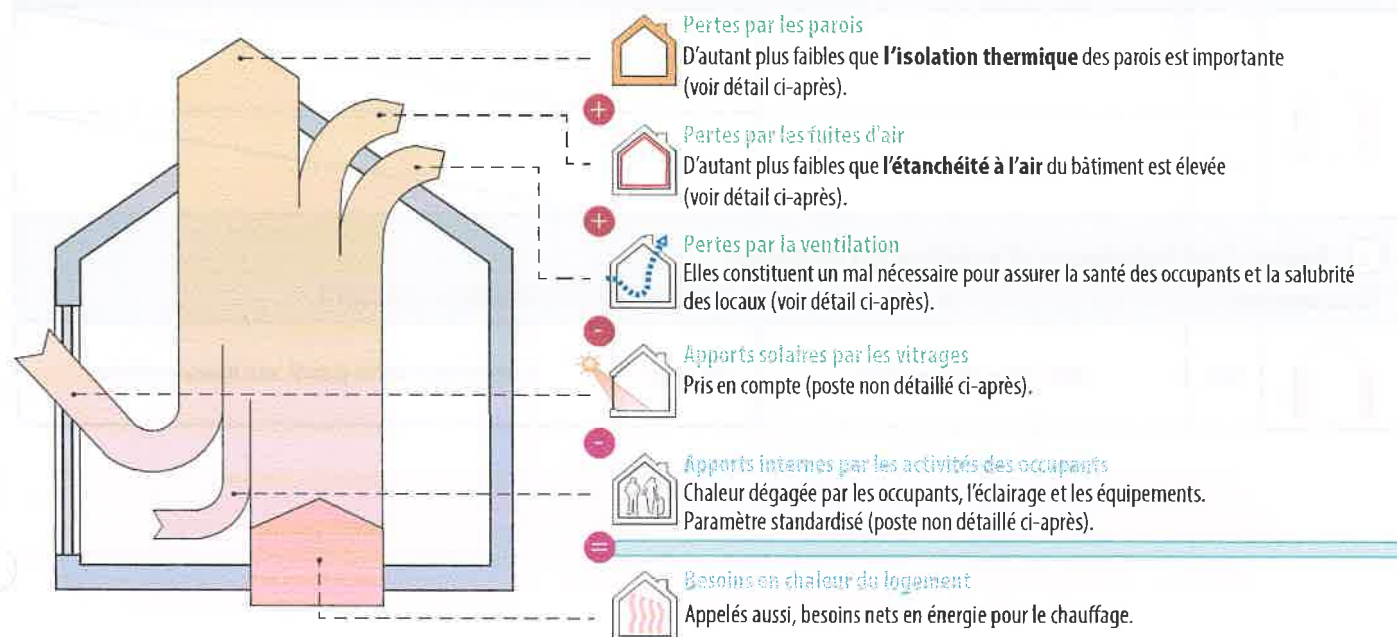 Pertes par les parois
D'autant plus faibles que l'isolation thermique des parois est importante
(voir détail ci-après).
+
Pertes par les fuites d'air
D'autant plus faibles que l'étanchéité à l'air du bâtiment est élevée
(voir détail ci-après).
+
Pertes par la ventilation
Elles constituent un mal nécessaire pour assurer la santé des occupants et la salubrité
des locaux (voir détail ci-après).
-
Apports solaires par les vitrages
Pris en compte (poste non détaillé ci-après).
-
Apports internes par les activités des occupants
Chaleur dégagée par les occupants, l'éclairage et les équipements.
Paramètre standardisé (poste non détaillé ci-après).
=
Besoins en chaleur du logement
Appelés aussi, besoins nets en énergie pour le chauffage.